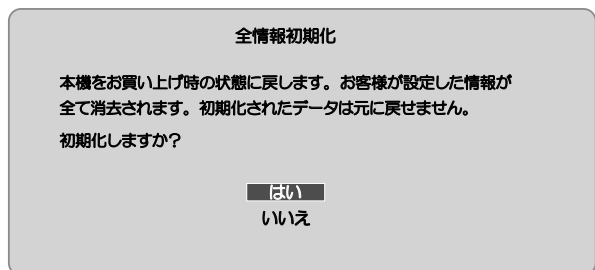 全情報初期化
本機をお買い上げ時の状態に戻します。お客様が設定した情報が
全て消去されます。初期化されたデータは元に戻せません。
初期化しますか？
はい
いいえ